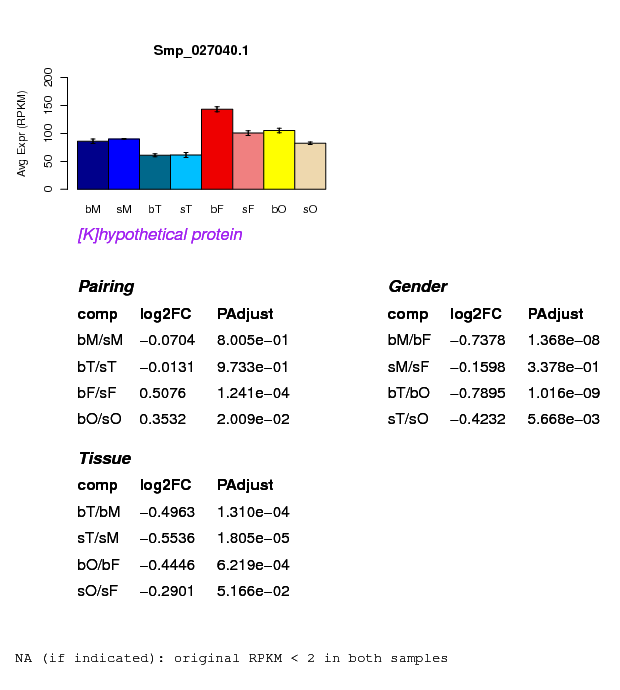 Smp_027040.1
Avg Expr (RPKM)
200
150
100
50
0
bM sM bT sT bF sF bO sO
[K]hypothetical protein
Pairing
comp log2FC PAdjust
bM/sM −0.0704 8.005e−01
bT/sT −0.0131 9.733e−01
bF/sF 0.5076 1.241e−04
bO/sO 0.3532 2.009e−02
Gender
comp log2FC PAdjust
bM/bF −0.7378 1.368e−08
sM/sF −0.1598 3.378e−01
bT/bO −0.7895 1.016e−09
sT/sO −0.4232 5.668e−03
Tissue
comp log2FC PAdjust
bT/bM −0.4963 1.310e−04
sT/sM −0.5536 1.805e−05
bO/bF −0.4446 6.219e−04
sO/sF −0.2901 5.166e−02
NA (if indicated): original RPKM < 2 in both samples